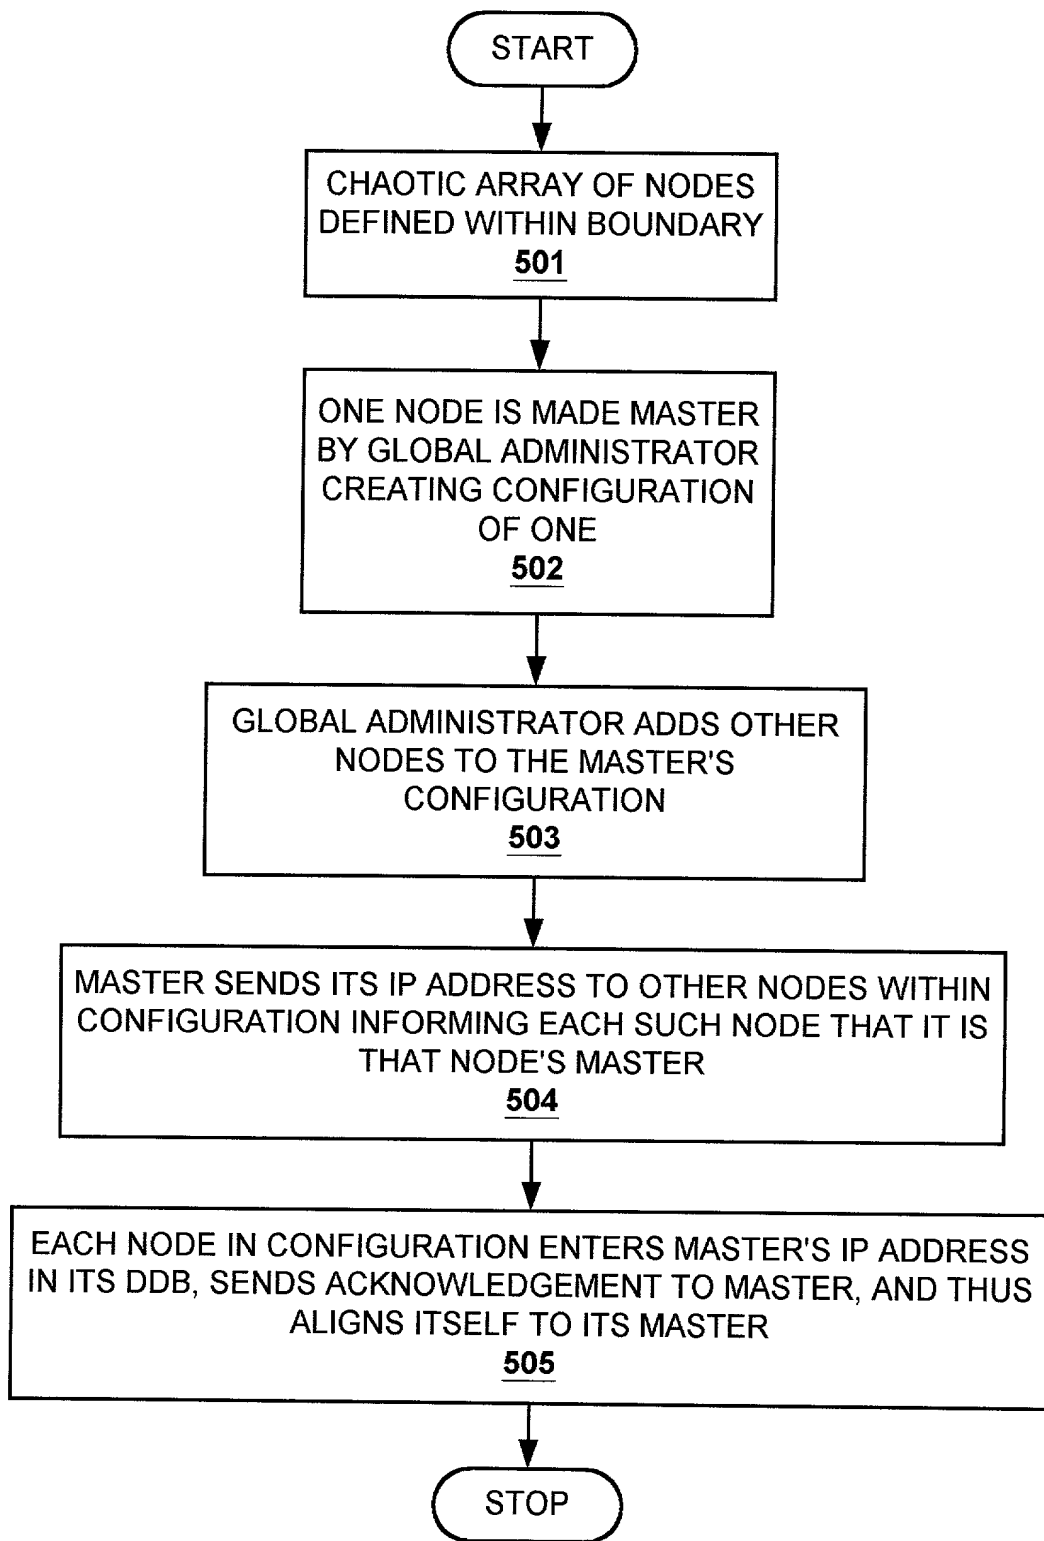 START
CHAOTIC ARRAY OF NODES
DEFINED WITHIN BOUNDARY
501
ONE NODE IS MADE MASTER
BY GLOBAL ADMINISTRATOR
CREATING CONFIGURATION
OF ONE
502
GLOBAL ADMINISTRATOR ADDS OTHER
NODES TO THE MASTER'S
CONFIGURATION
503
MASTER SENDS ITS IP ADDRESS TO OTHER NODES WITHIN
CONFIGURATION INFORMING EACH SUCH NODE THAT IT IS
THAT NODE'S MASTER
504
EACH NODE IN CONFIGURATION ENTERS MASTER'S IP ADDRESS
IN ITS DDB, SENDS ACKNOWLEDGEMENT TO MASTER, AND THUS
ALIGNS ITSELF TO ITS MASTER
505
STOP